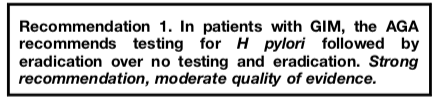 Recommendation 1. In patients with GIM, the AGA
recommends testing for H pylori followed by
eradication over no testing and eradication. Strong
recommendation, moderate quality of evidence.